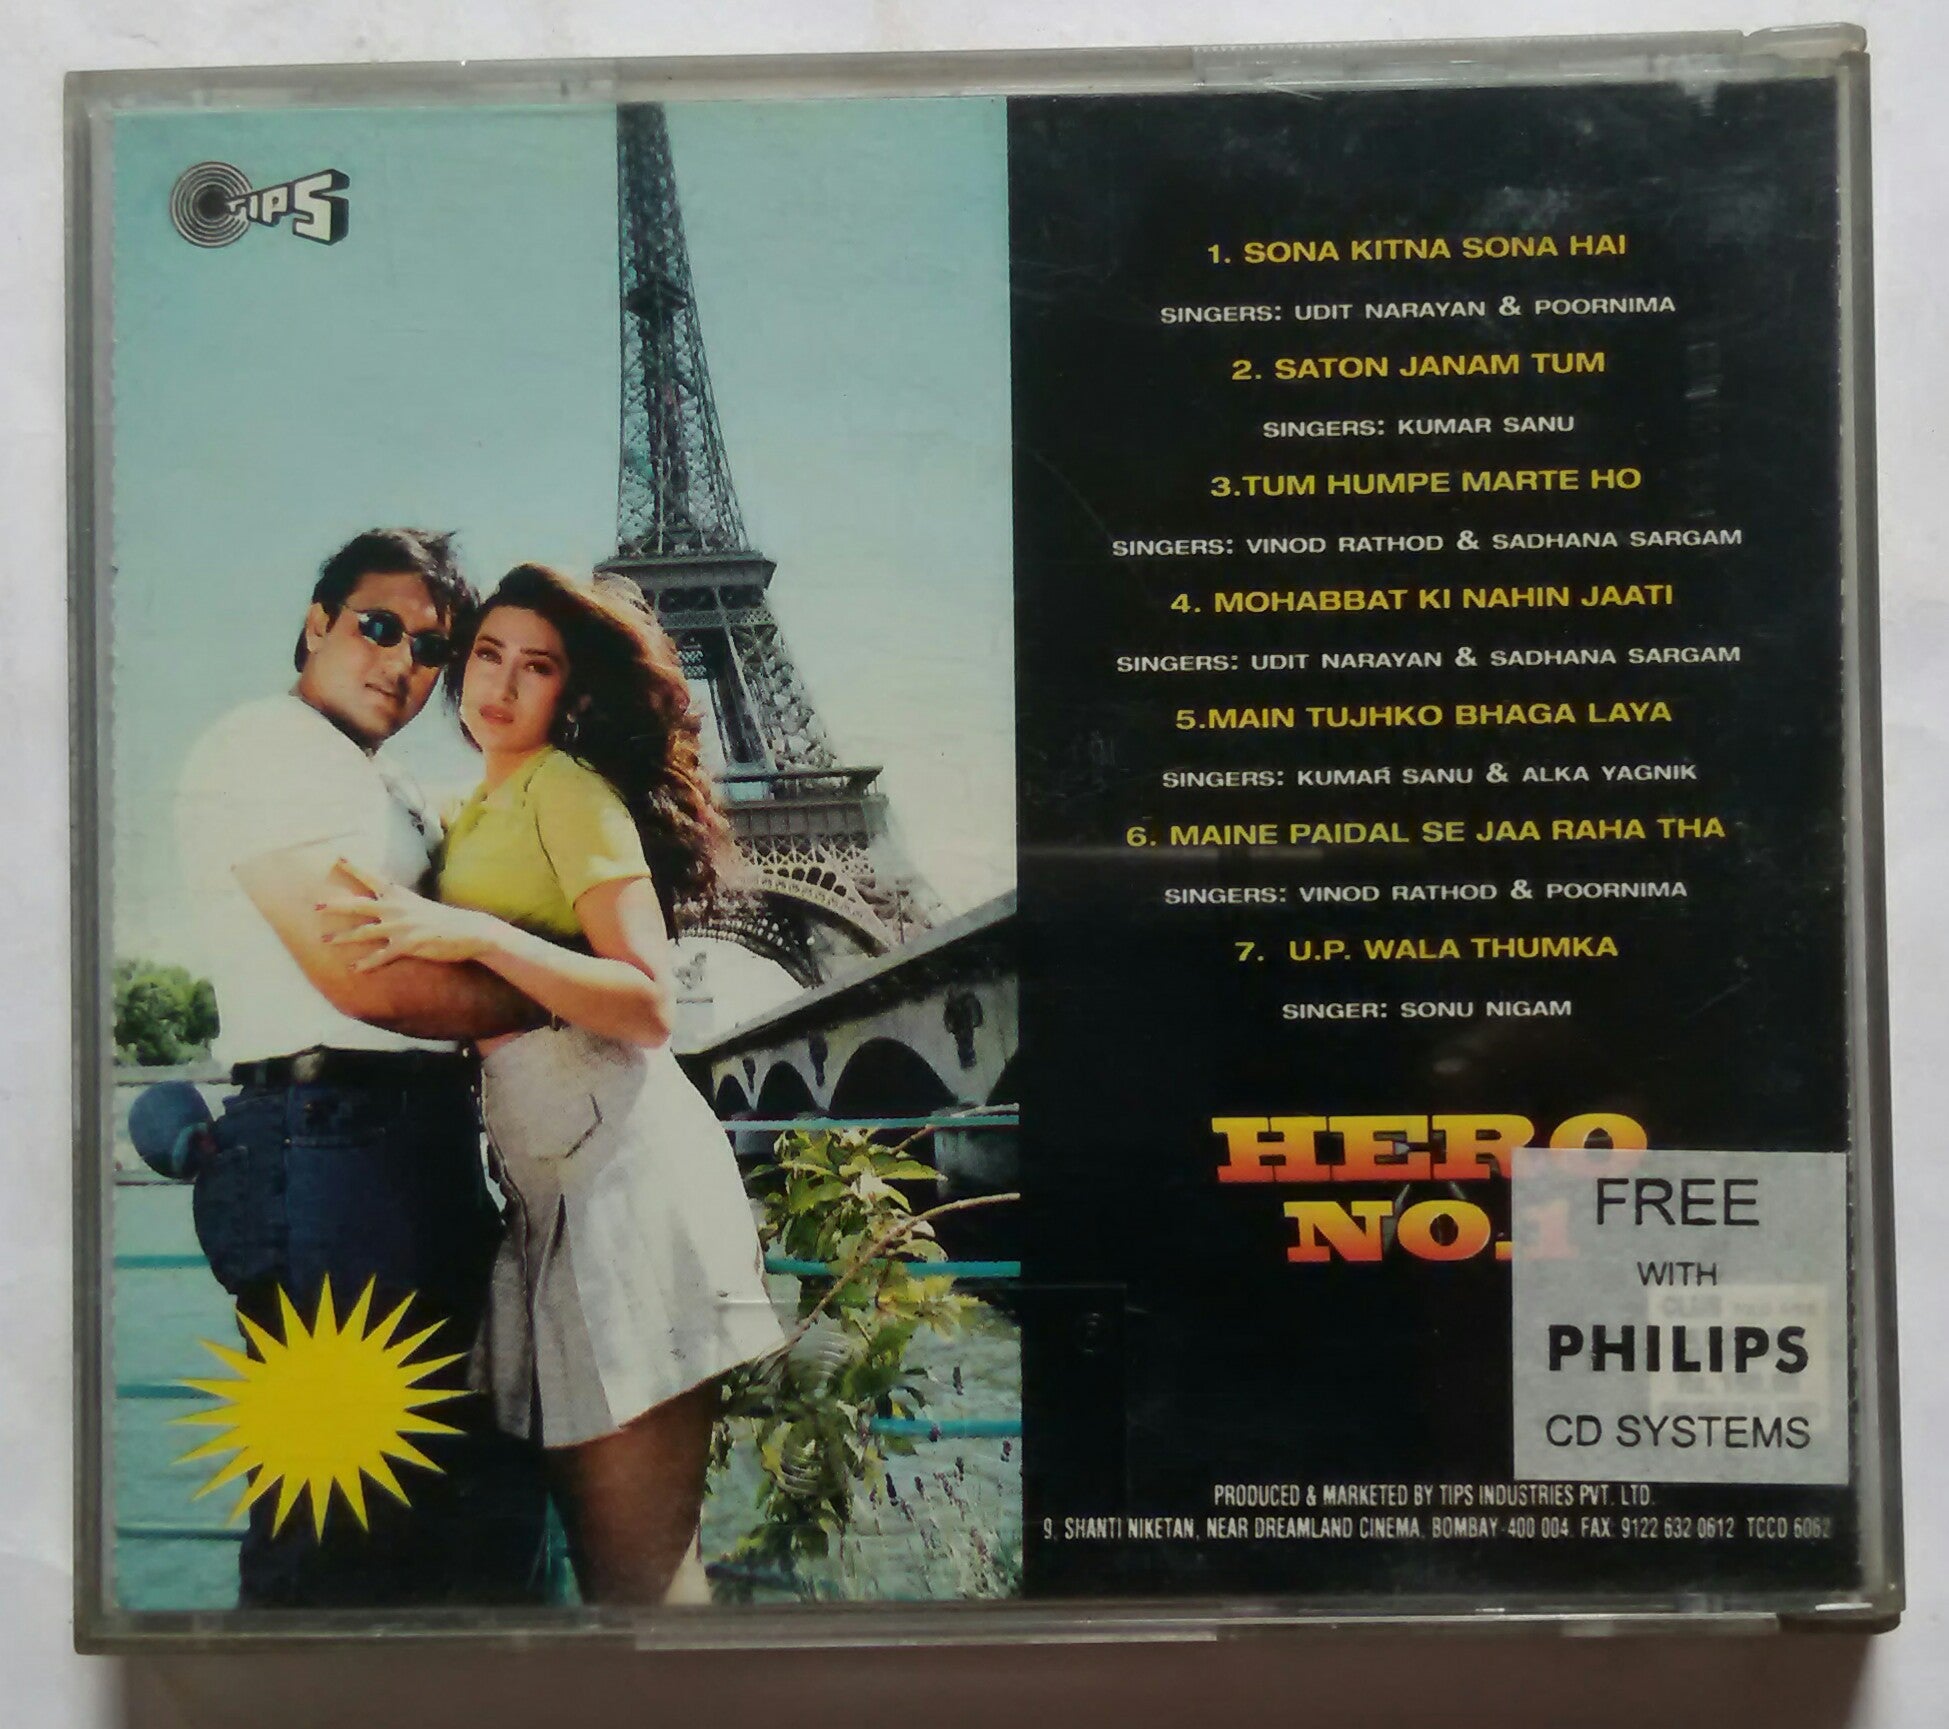 TIPS
1. SONA KITNA SONA HAI
SINGERS: UDIT NARAYAN & POORNIMA
2. SATON JANAM TUM
SINGERS: KUMAR SANU
3.TUM HUMPE MARTE HO
SINGERS: VINOD RATHOD & SADHANA SARGAM
4. MOHABBAT KI NAHIN JAATI
SINGERS: UDIT NARAYAN & SADHANA SARGAM
5.MAIN TUJHKO BHAGA LAYA
SINGERS: KUMAR SANU & ALKA YAGNIK
6. MAINE PAIDAL SE JAA RAHA THA
SINGERS: VINOD RATHOD & POORNIMA
7. U.P. WALA THUMKA
SINGER: SONU NIGAM
HERO
NO.1
FREE
WITH
PHILIPS
CD SYSTEMS
PRODUCED & MARKETED BY TIPS INDUSTRIES PVT. LTD.
9, SHANTI NIKETAN, NEAR DREAMLAND CINEMA, BOMBAY-400 004. FAX: 9122 632 0612 TCCD 6062